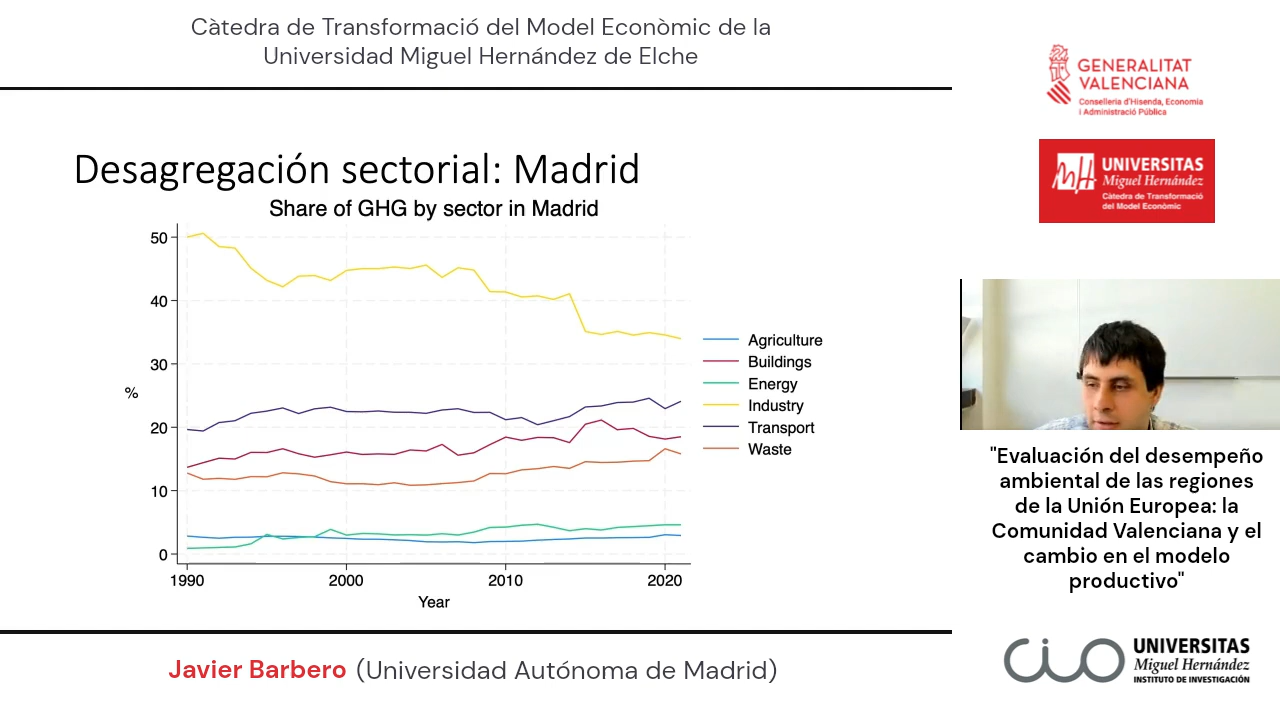 Càtedra de Transformació del Model Econòmic de la
Universidad Miguel Hernández de Elche
Desagregación sectorial: Madrid
Share of GHG by sector in Madrid
50
40
30
20
10
0
%
1990
2000
2010
2020
Year
Agriculture
Buildings
Energy
Industry
Transport
Waste
Javier Barbero (Universidad Autónoma de Madrid)
GENERALITAT
VALENCIANA
Conselleria d'Hisenda, Economia
i Administració Pública
UNIVERSITAS
Miguel Hernández
Càtedra de Transformació
del Model Econòmic
"Evaluación del desempeño
ambiental de las regiones
de la Unión Europea: la
Comunidad Valenciana y el
cambio en el modelo
productivo"
CIO
UNIVERSITAS
Miguel Hernández
INSTITUTO DE INVESTIGACIÓN